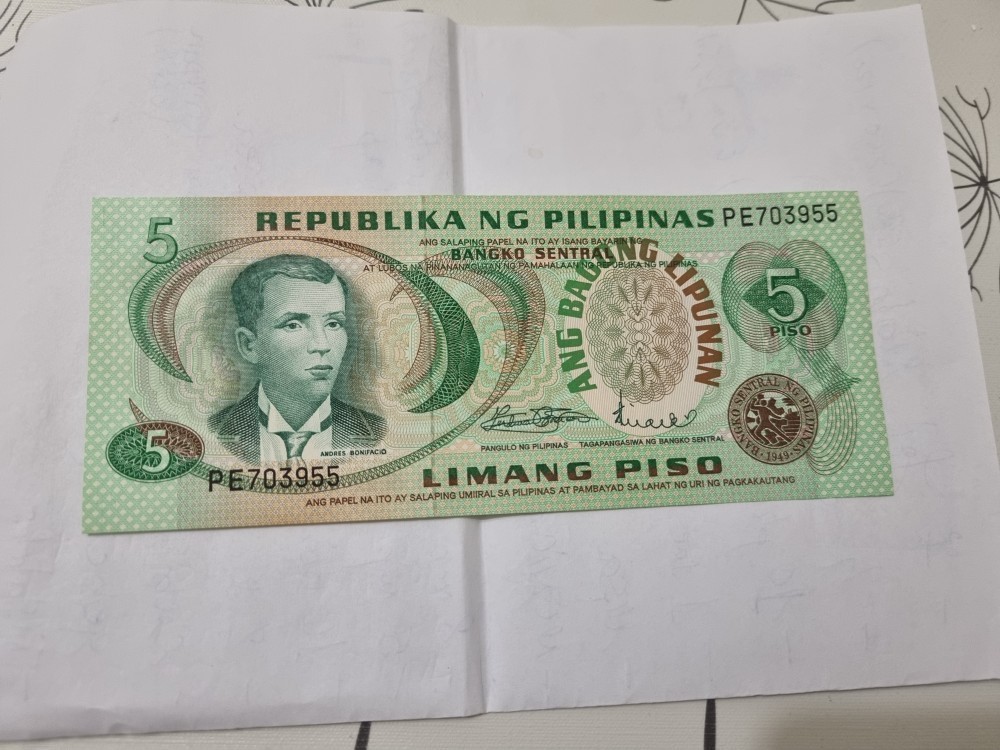 5
REPUBLIKA NG PILIPINAS PE703955
ANG SALAPING PAPEL NA ITO AY ISANG BAYARIN NG
BANGKO SENTRAL
AT LUBOS NA PINANANAGUTAN NG PAMAHALAAN NG REPUBLIKA NG PILIPINAS
ANG BAGONG LIPUNAN
5
PISO
ANDRES BONIFACIO
5
PE703955
PANGULO NG PILIPINAS TAGAPANGASIWA NG BANGKO SENTRAL
BANGKO SENTRAL NG PILIPINAS
1949
LIMANG PISO
ANG PAPEL NA ITO AY SALAPING UMIIRAL SA PILIPINAS AT PAMBAYAD SA LAHAT NG URI NG PAGKAKAUTANG